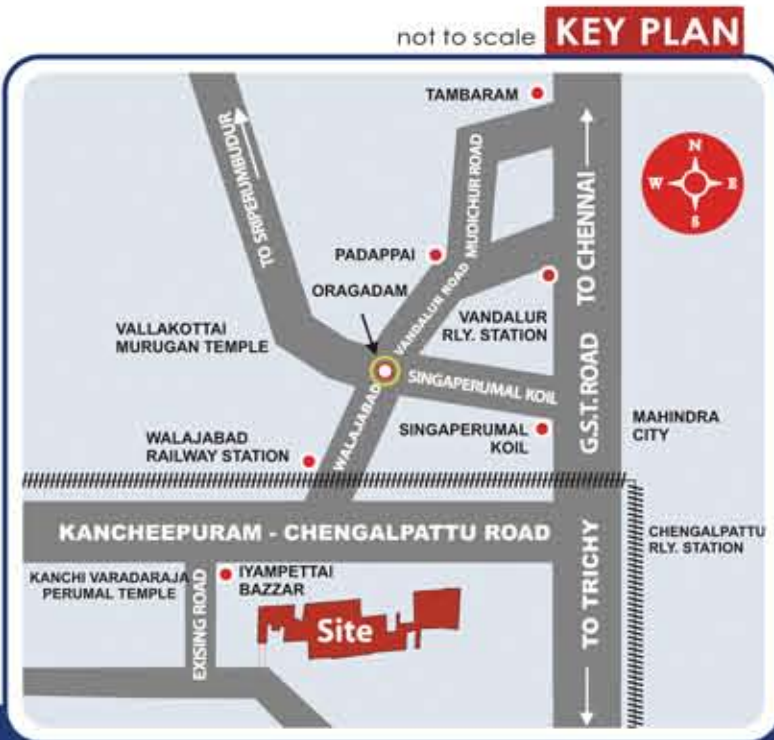 not to scale KEY PLAN
TAMBARAM
N
W E
S
TO SRIPERUMBUDUR
MUDICHUR ROAD
TO CHENNAI
PADAPPAI
ORAGADAM
VANDALUR ROAD
VANDALUR
RLY. STATION
VALLAKOTTAI
MURUGAN TEMPLE
SINGAPERUMAL KOIL
G.S.T. ROAD
MAHINDRA
CITY
WALAJABAD
SINGAPERUMAL
KOIL
WALAJABAD
RAILWAY STATION
KANCHEEPURAM - CHENGALPATTU ROAD
CHENGALPATTU
RLY. STATION
TO TRICHY
KANCHI VARADARAJA
PERUMAL TEMPLE
EXISING ROAD
IYAMPETTAI
BAZZAR
Site